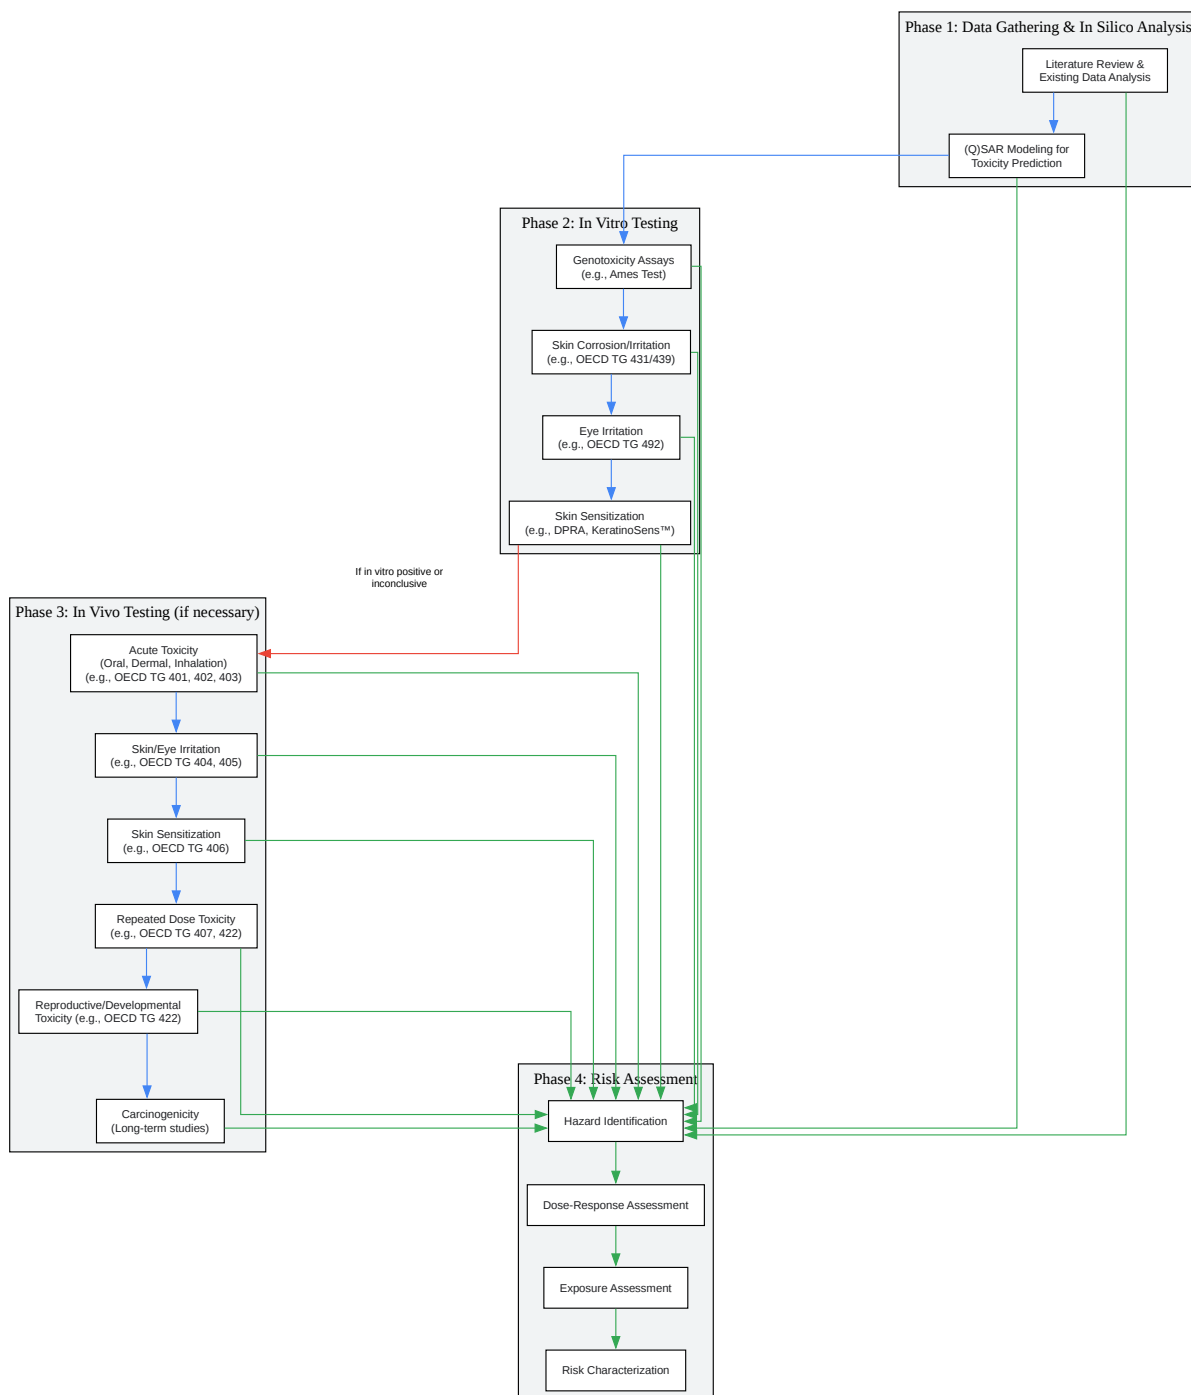 Phase 1: Data Gathering & In Silico Analysis
Literature Review &
Existing Data Analysis
(Q)SAR Modeling for
Toxicity Prediction
Phase 2: In Vitro Testing
Genotoxicity Assays
(e.g., Ames Test)
Skin Corrosion/Irritation
(e.g., OECD TG 431/439)
Eye Irritation
(e.g., OECD TG 492)
Skin Sensitization
(e.g., DPRA, KeratinoSens™)
If in vitro positive or
inconclusive
Phase 3: In Vivo Testing (if necessary)
Acute Toxicity
(Oral, Dermal, Inhalation)
(e.g., OECD TG 401, 402, 403)
Skin/Eye Irritation
(e.g., OECD TG 404, 405)
Skin Sensitization
(e.g., OECD TG 406)
Repeated Dose Toxicity
(e.g., OECD TG 407, 422)
Reproductive/Developmental
Toxicity (e.g., OECD TG 422)
Carcinogenicity
(Long-term studies)
Phase 4: Risk Assessment
Hazard Identification
Dose-Response Assessment
Exposure Assessment
Risk Characterization